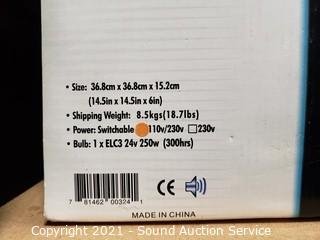 • Size: 36.8cm x 36.8cm x 15.2cm
(14.5in x 14.5in x 6in)
• Shipping Weight: 8.5kgs(18.7lbs)
• Power: Switchable 110v/230v 230v
• Bulb: 1 x ELC3 24v 250w (300hrs)
7 81462 00324 1
CE
MADE IN CHINA
Copyright 2021 - Sound Auction Service